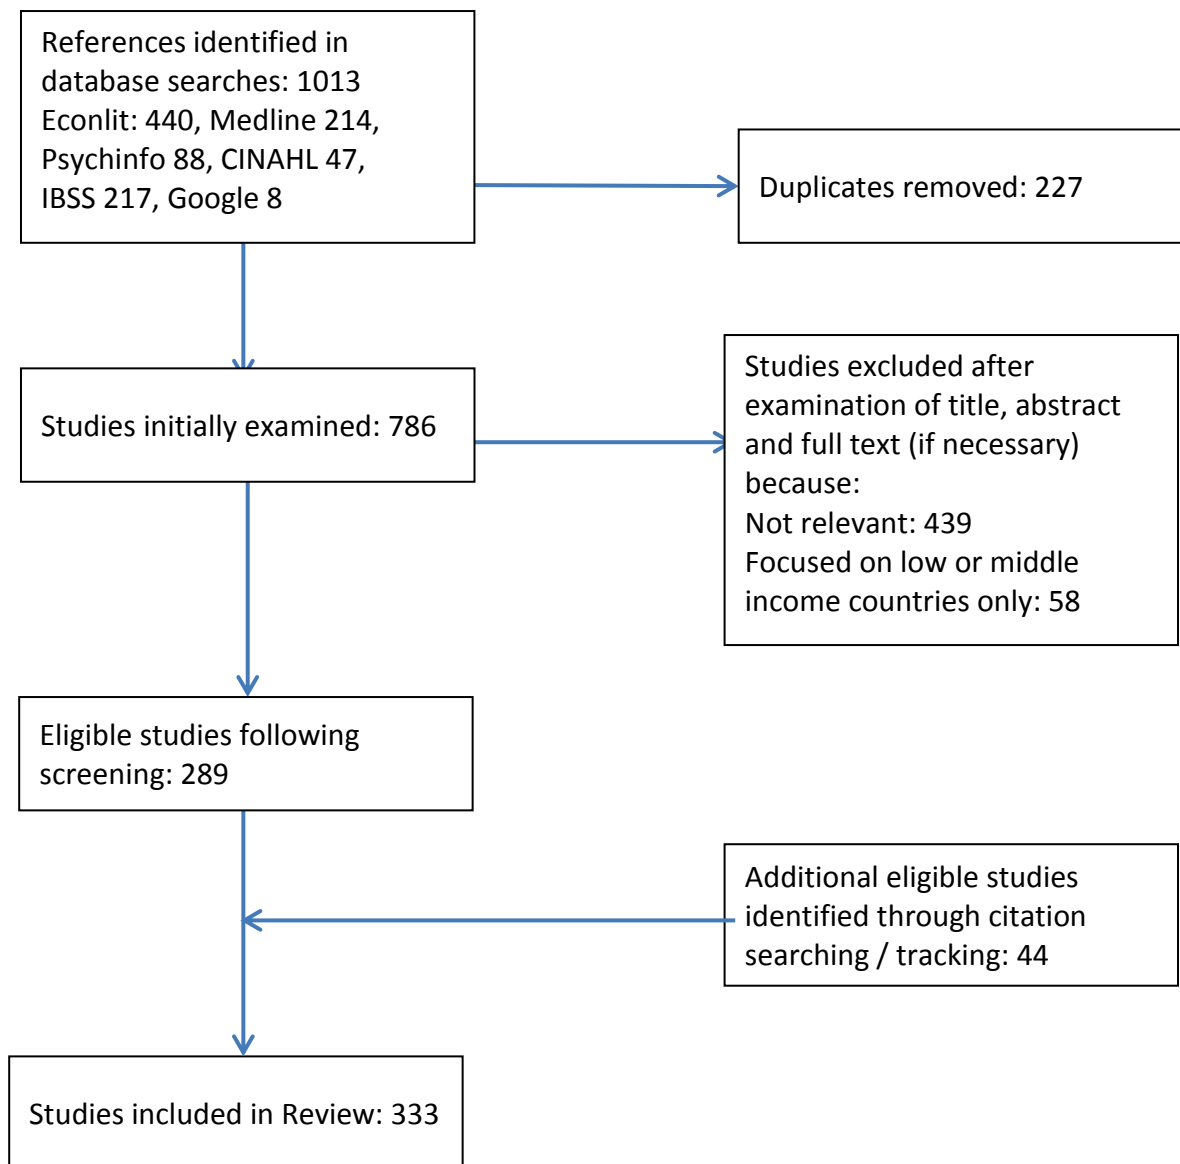 References identified in
database searches: 1013
Econlit: 440, Medline 214,
Psychinfo 88, CINAHL 47,
IBSS 217, Google 8
Duplicates removed: 227
Studies initially examined: 786
Studies excluded after
examination of title, abstract
and full text (if necessary)
because:
Not relevant: 439
Focused on low or middle
income countries only: 58
Eligible studies following
screening: 289
Additional eligible studies
identified through citation
searching / tracking: 44
Studies included in Review: 333